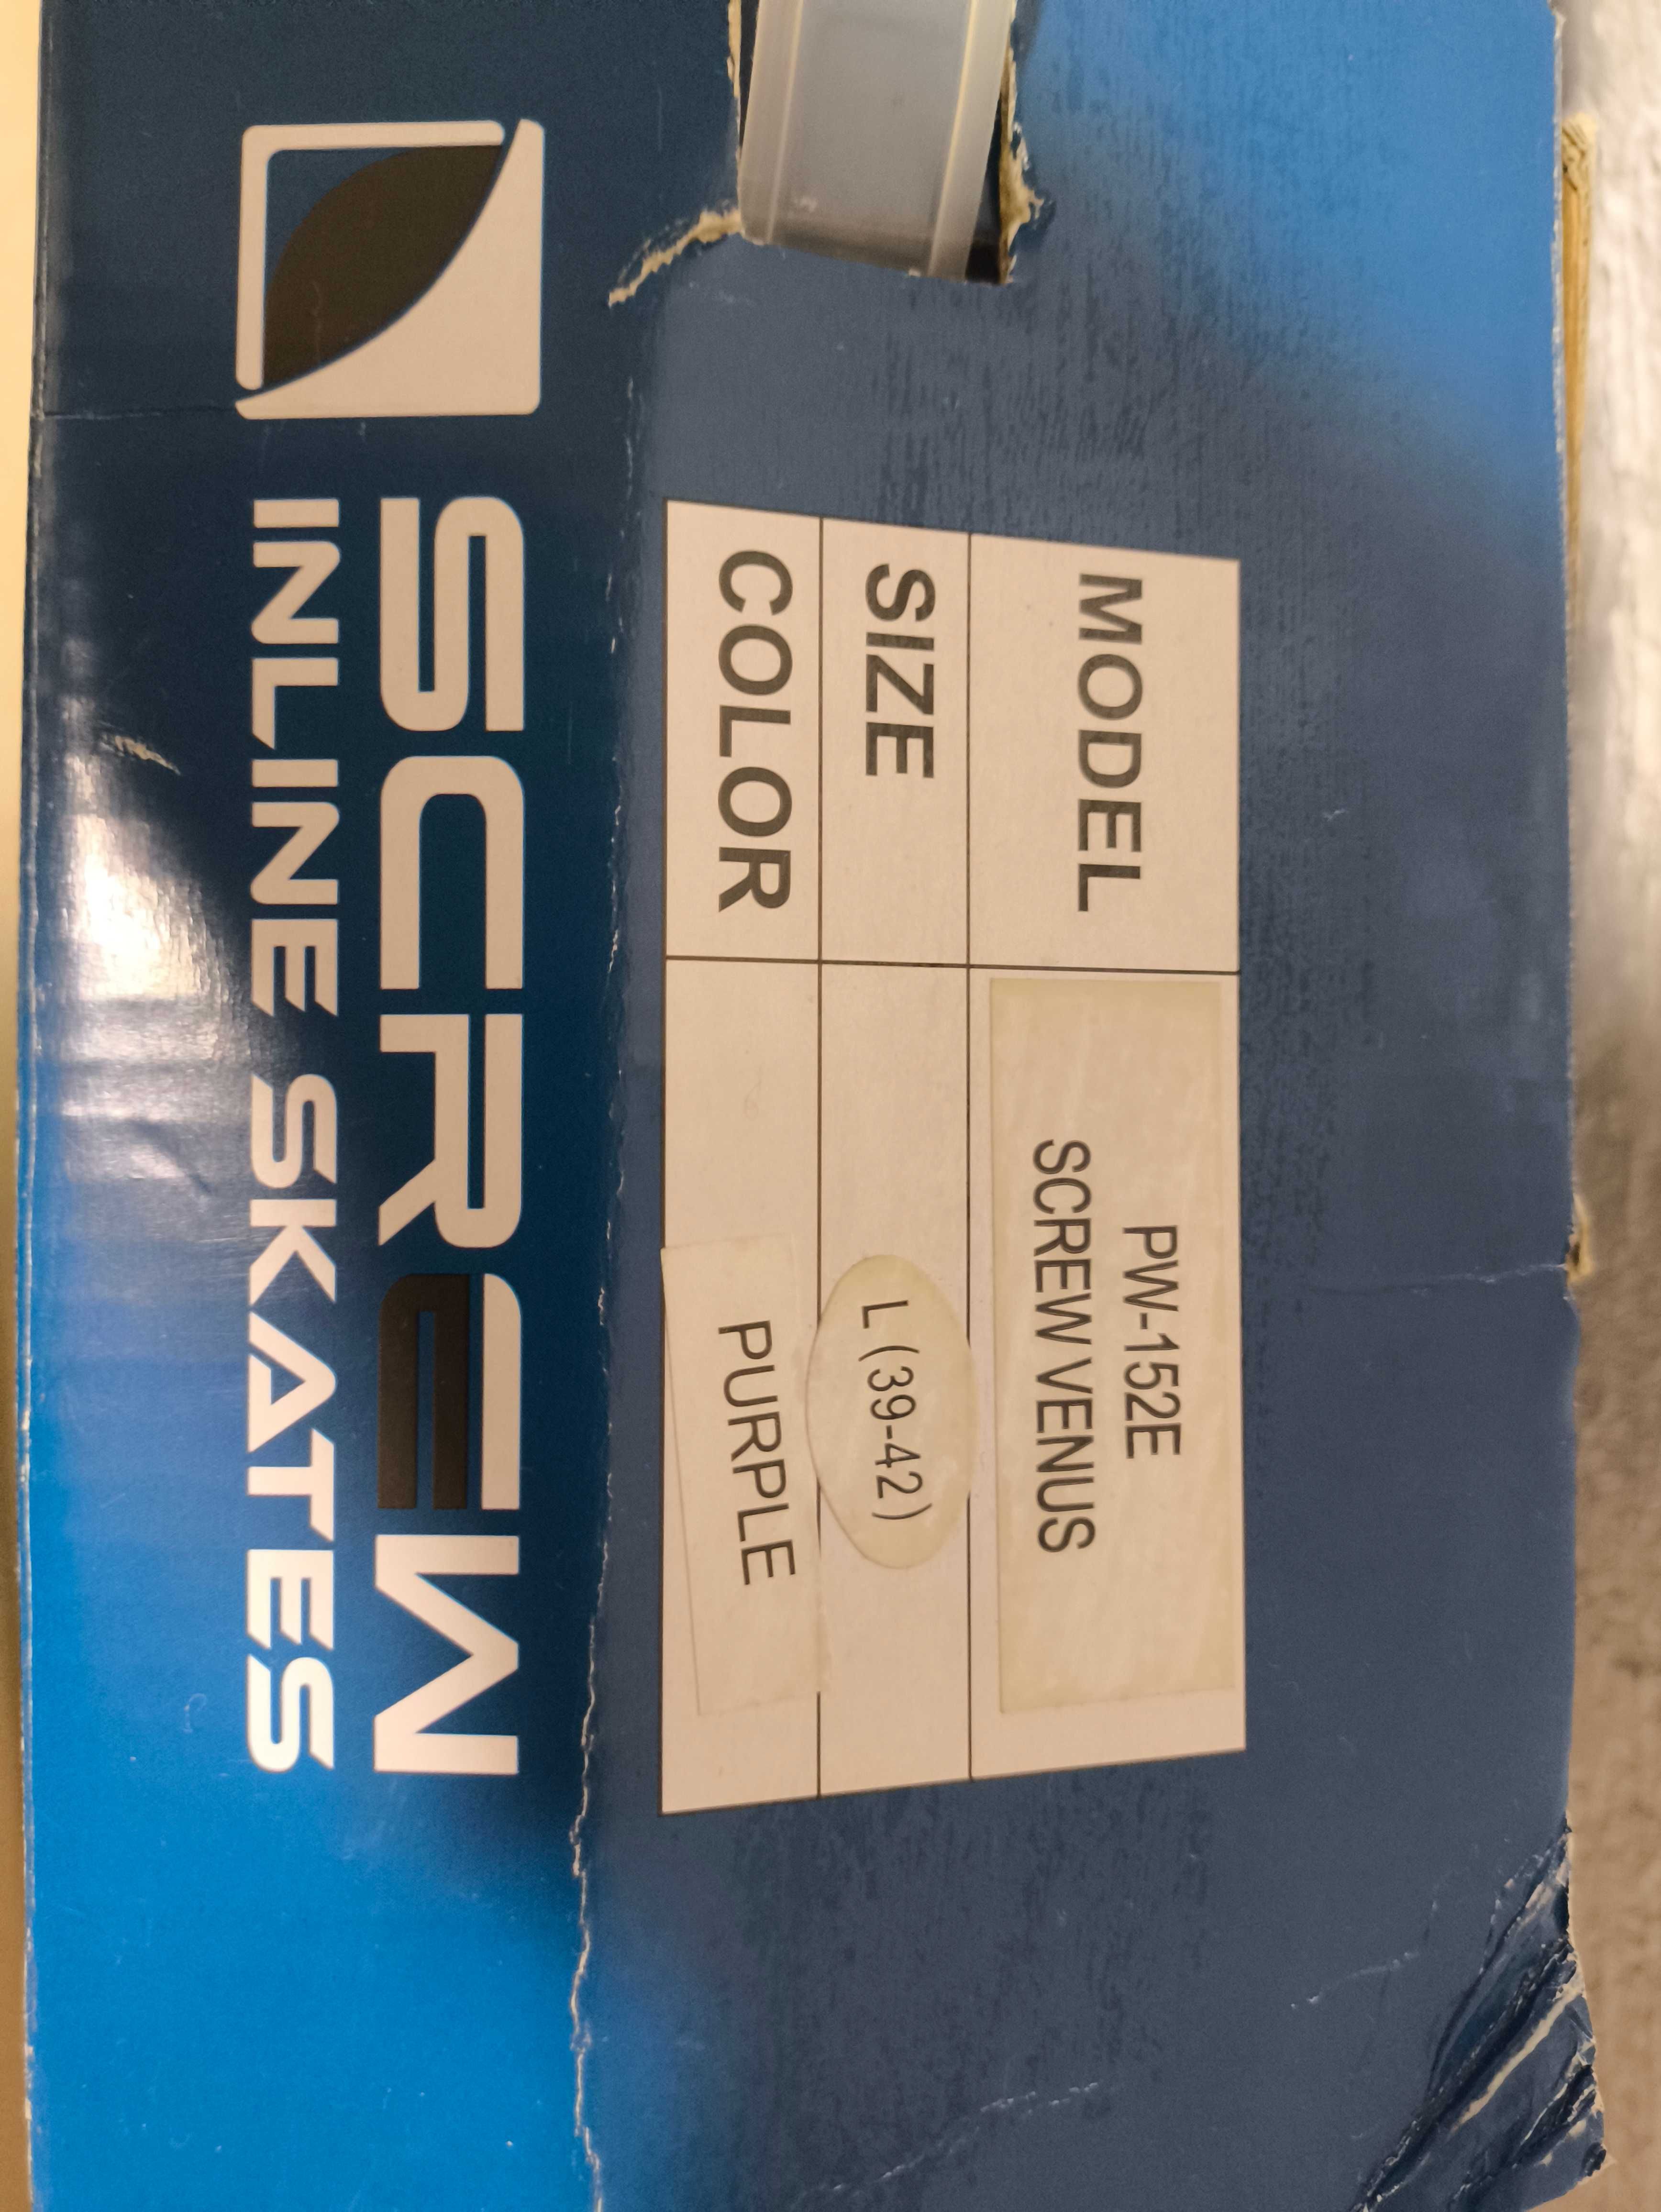 MODEL
PW-152E
SCREW VENUS
SIZE
L (39-42)
COLOR
PURPLE
SCREW
INLINE SKATES